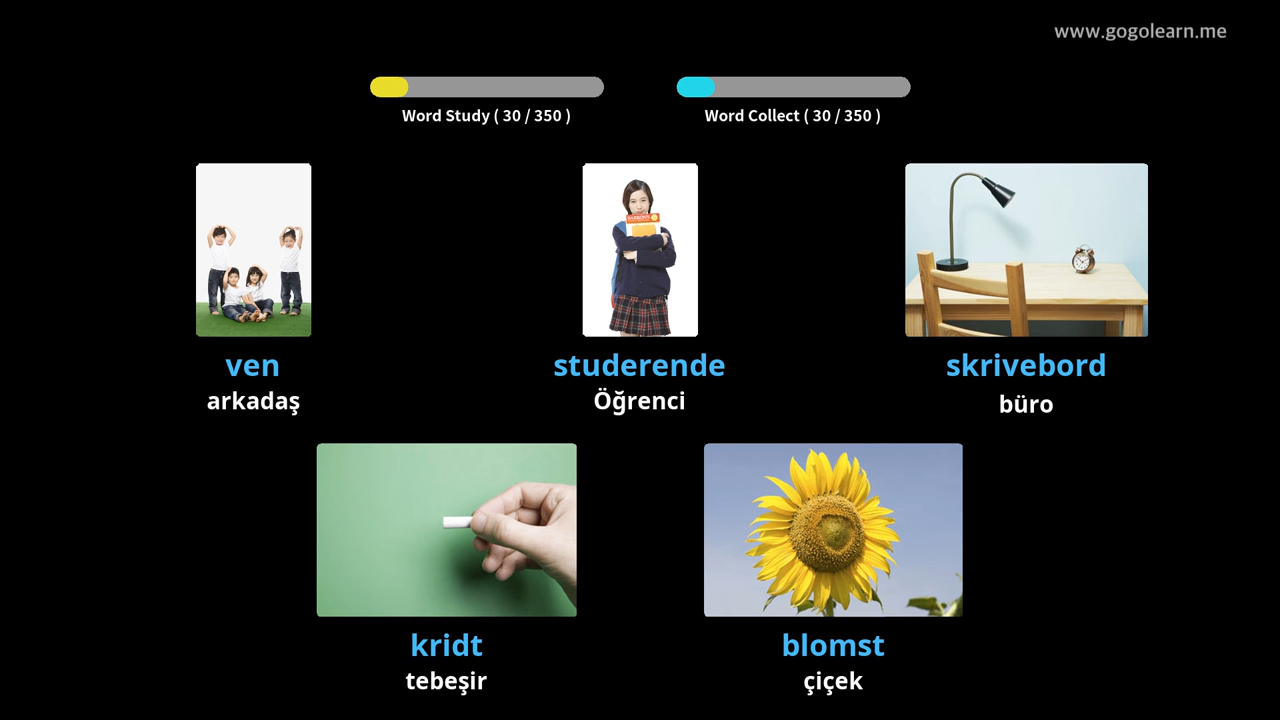 www.gogolearn.me
Word Study ( 30 / 350 )
Word Collect ( 30 / 350 )
ven
arkadaş
studerende
Öğrenci
skrivebord
büro
kridt
tebeşir
blomst
çiçek